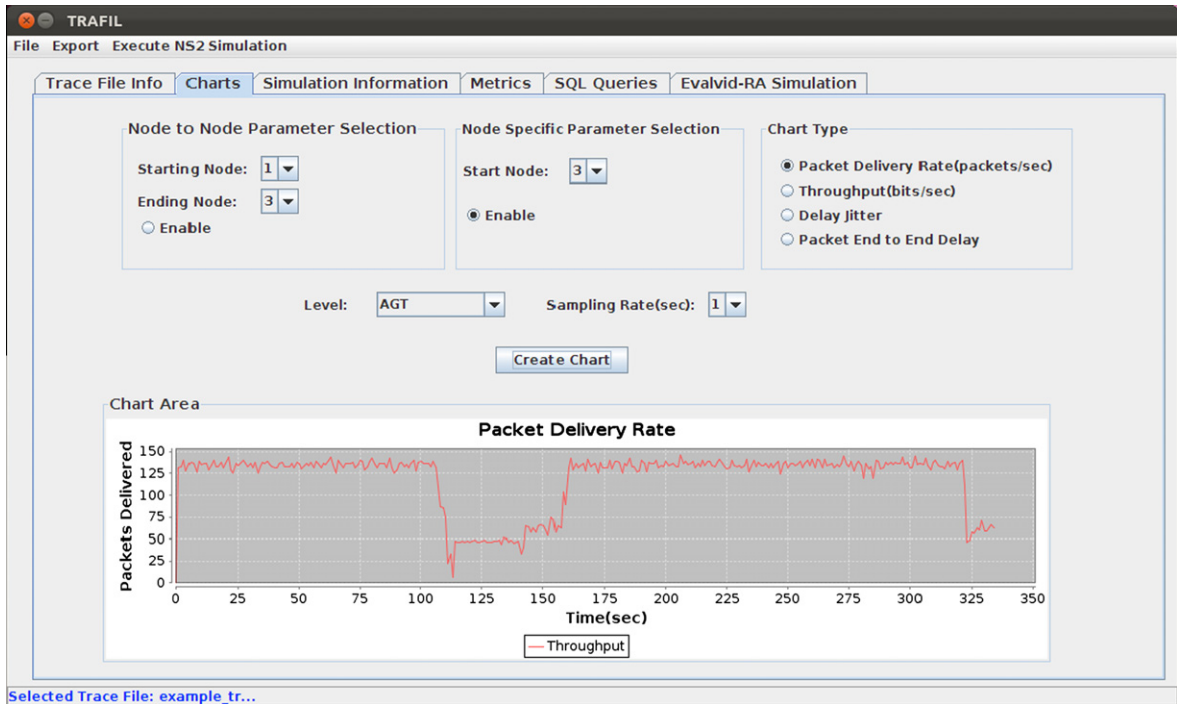 TRAFIL
File Export Execute NS2 Simulation
Trace File Info Charts Simulation Information Metrics SQL Queries Evalvid-RA Simulation
Node to Node Parameter Selection
Starting Node: 1
Ending Node: 3
Enable
Node Specific Parameter Selection
Start Node: 3
Enable
Chart Type
Packet Delivery Rate(packets/sec)
Throughput(bits/sec)
Delay Jitter
Packet End to End Delay
Level: AGT Sampling Rate(sec): 1
Create Chart
Chart Area
Packet Delivery Rate
Packets Delivered
150
125
100
75
50
25
0
0 25 50 75 100 125 150 175 200 225 250 275 300 325 350
Time(sec)
Throughput
Selected Trace File: example_tr...